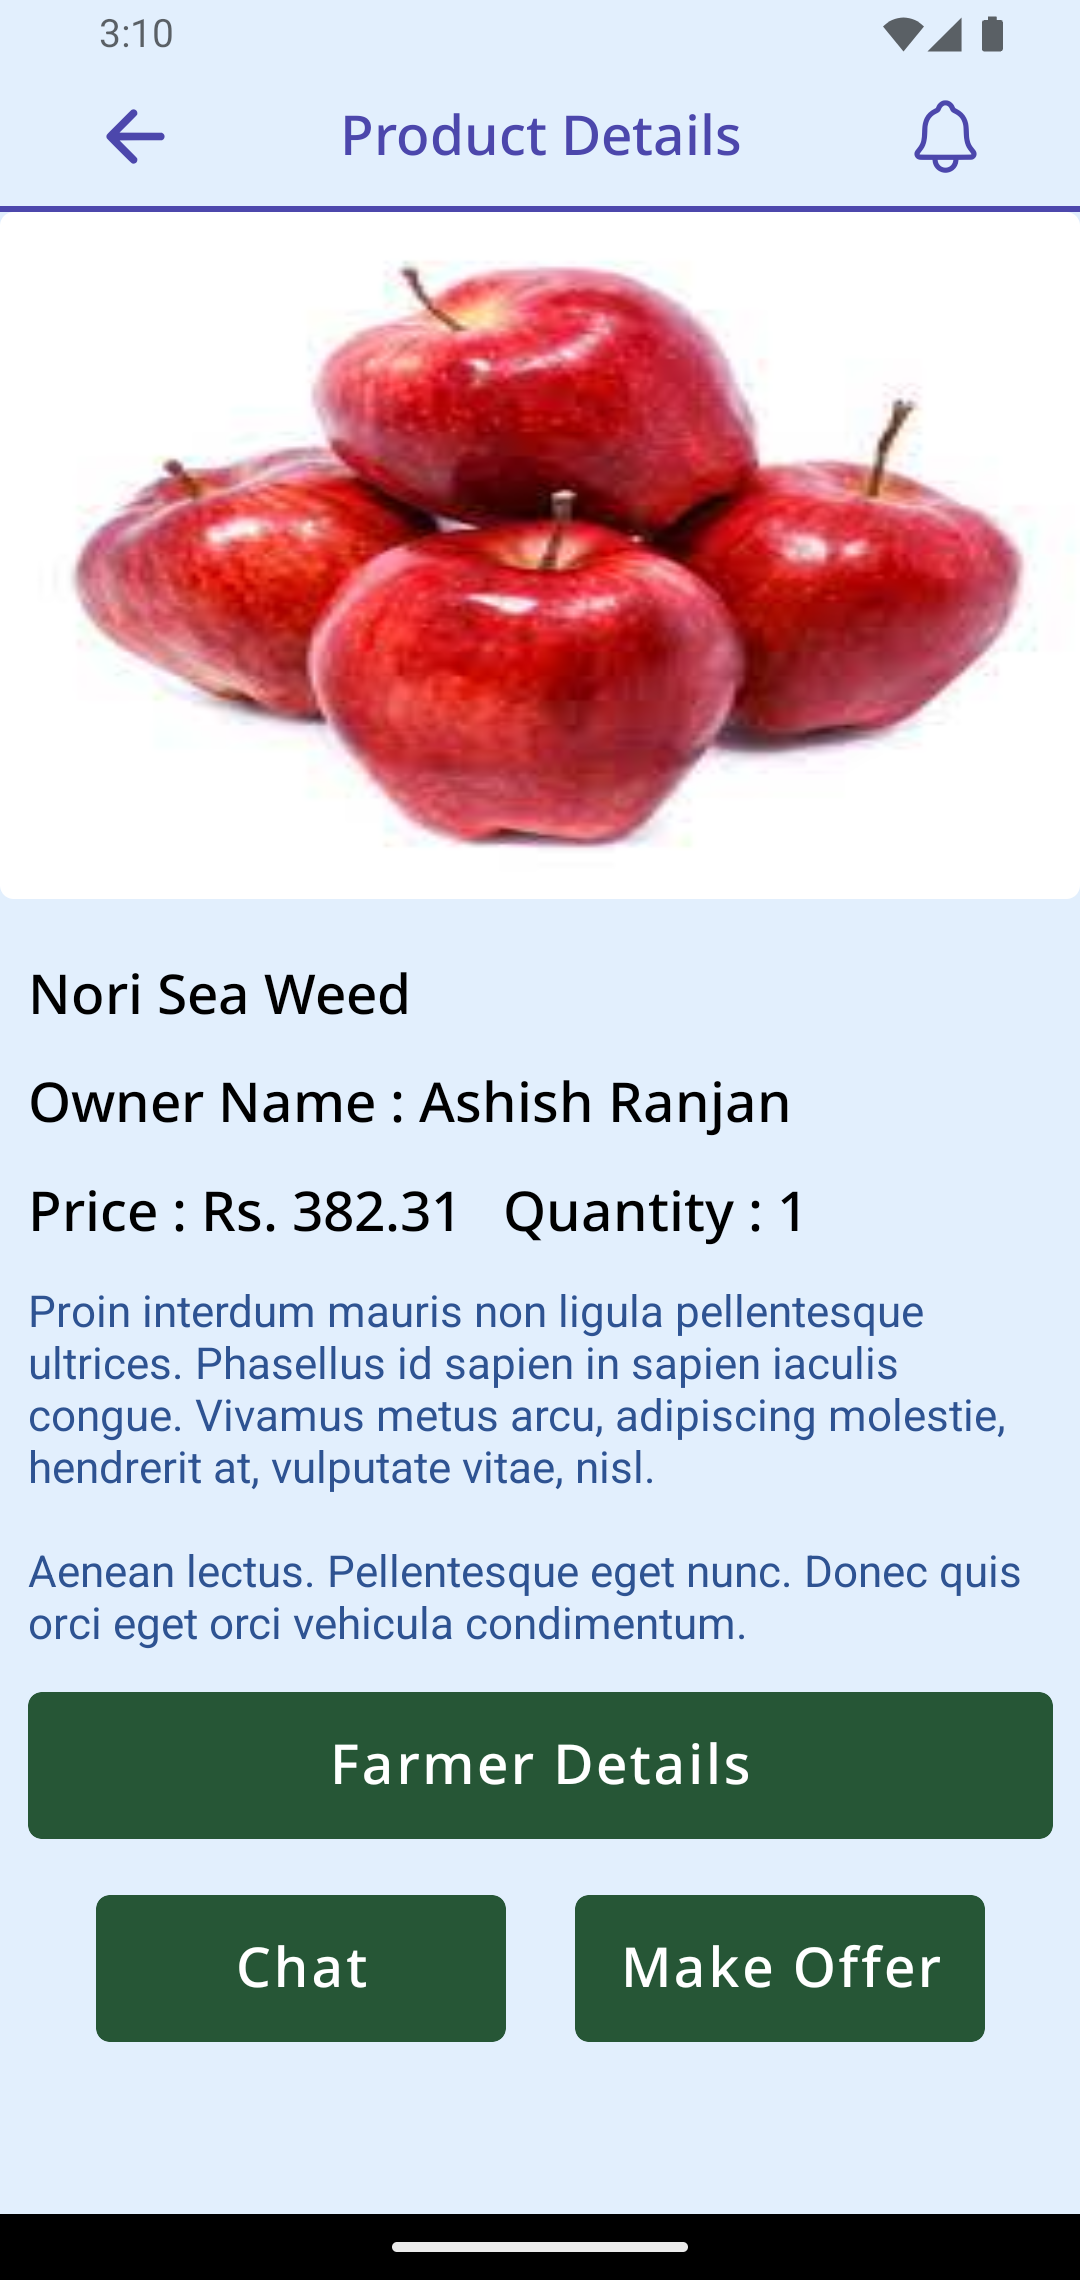 3:10
Product Details
Nori Sea Weed
Owner Name : Ashish Ranjan
Price : Rs. 382.31 Quantity : 1
Proin interdum mauris non ligula pellentesque
ultrices. Phasellus id sapien in sapien iaculis
congue. Vivamus metus arcu, adipiscing molestie,
hendrerit at, vulputate vitae, nisl.
Aenean lectus. Pellentesque eget nunc. Donec quis
orci eget orci vehicula condimentum.
Farmer Details
Chat Make Offer